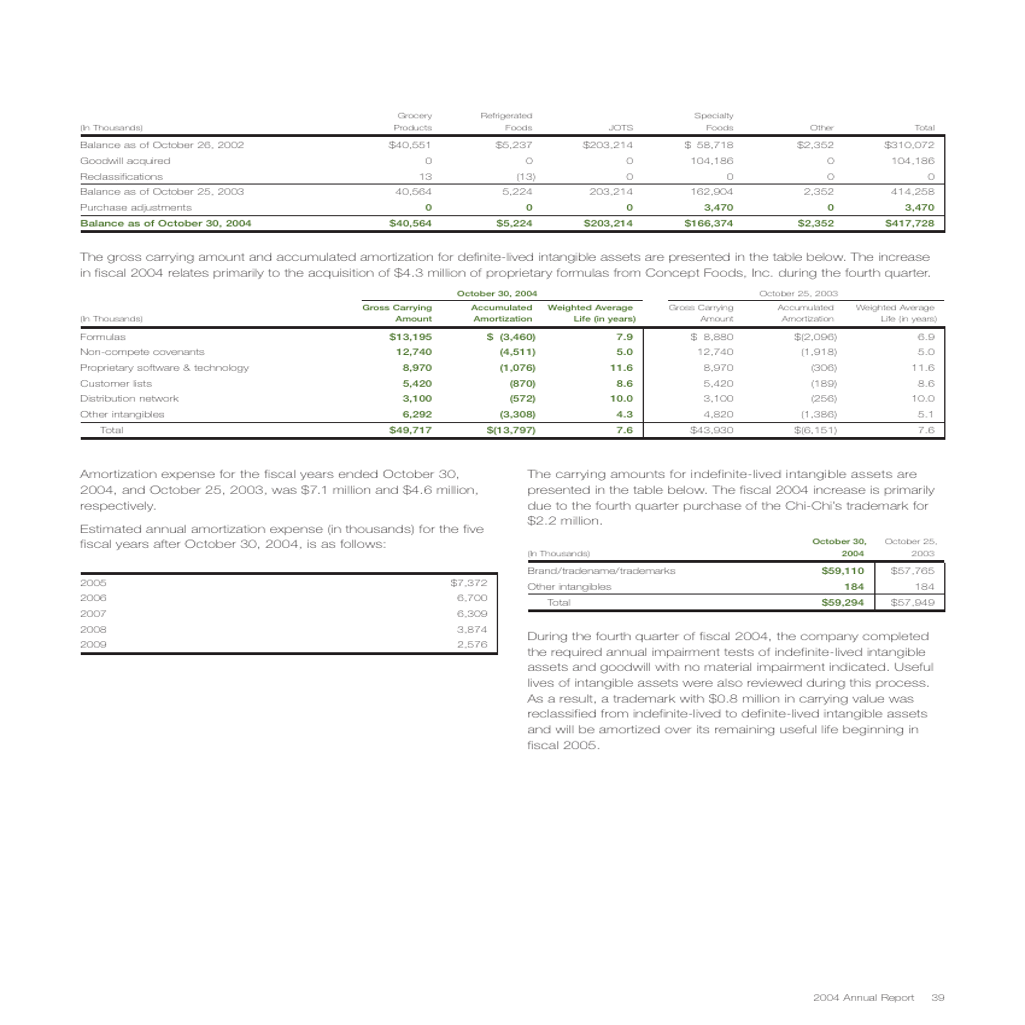 Grocery Refrigerated Specialty
(In Thousands) Products Foods JOTS Foods Other Total
Balance as of October 26, 2002 $40,551 $5,237 $203,214 $ 58,718 $2,352 $310,072
Goodwill acquired 0 0 0 104,186 0 104,186
Reclassifications 13 (13) 0 0 0 0
Balance as of October 25, 2003 40,564 5,224 203,214 162,904 2,352 414,258
Purchase adjustments 0 0 0 3,470 0 3,470
Balance as of October 30, 2004 $40,564 $5,224 $203,214 $166,374 $2,352 $417,728
The gross carrying amount and accumulated amortization for definite-lived intangible assets are presented in the table below. The increase
in fiscal 2004 relates primarily to the acquisition of $4.3 million of proprietary formulas from Concept Foods, Inc. during the fourth quarter.
October 30, 2004 October 25, 2003
Gross Carrying Accumulated Weighted Average Gross Carrying Accumulated Weighted Average
(In Thousands) Amount Amortization Life (in years) Amount Amortization Life (in years)
Formulas $13,195 $ (3,460) 7.9 $ 8,880 $(2,096) 6.9
Non-compete covenants 12,740 (4,511) 5.0 12,740 (1,918) 5.0
Proprietary software & technology 8,970 (1,076) 11.6 8,970 (306) 11.6
Customer lists 5,420 (870) 8.6 5,420 (189) 8.6
Distribution network 3,100 (572) 10.0 3,100 (256) 10.0
Other intangibles 6,292 (3,308) 4.3 4,820 (1,386) 5.1
Total $49,717 $(13,797) 7.6 $43,930 $(6,151) 7.6
Amortization expense for the fiscal years ended October 30,
2004, and October 25, 2003, was $7.1 million and $4.6 million,
respectively.
Estimated annual amortization expense (in thousands) for the five
fiscal years after October 30, 2004, is as follows:
2005 $7,372
2006 6,700
2007 6,309
2008 3,874
2009 2,576
The carrying amounts for indefinite-lived intangible assets are
presented in the table below. The fiscal 2004 increase is primarily
due to the fourth quarter purchase of the Chi-Chi's trademark for
$2.2 million.
October 30, October 25,
(In Thousands) 2004 2003
Brand/tradename/trademarks $59,110 $57,765
Other intangibles 184 184
Total $59,294 $57,949
During the fourth quarter of fiscal 2004, the company completed
the required annual impairment tests of indefinite-lived intangible
assets and goodwill with no material impairment indicated. Useful
lives of intangible assets were also reviewed during this process.
As a result, a trademark with $0.8 million in carrying value was
reclassified from indefinite-lived to definite-lived intangible assets
and will be amortized over its remaining useful life beginning in
fiscal 2005.
2004 Annual Report 39